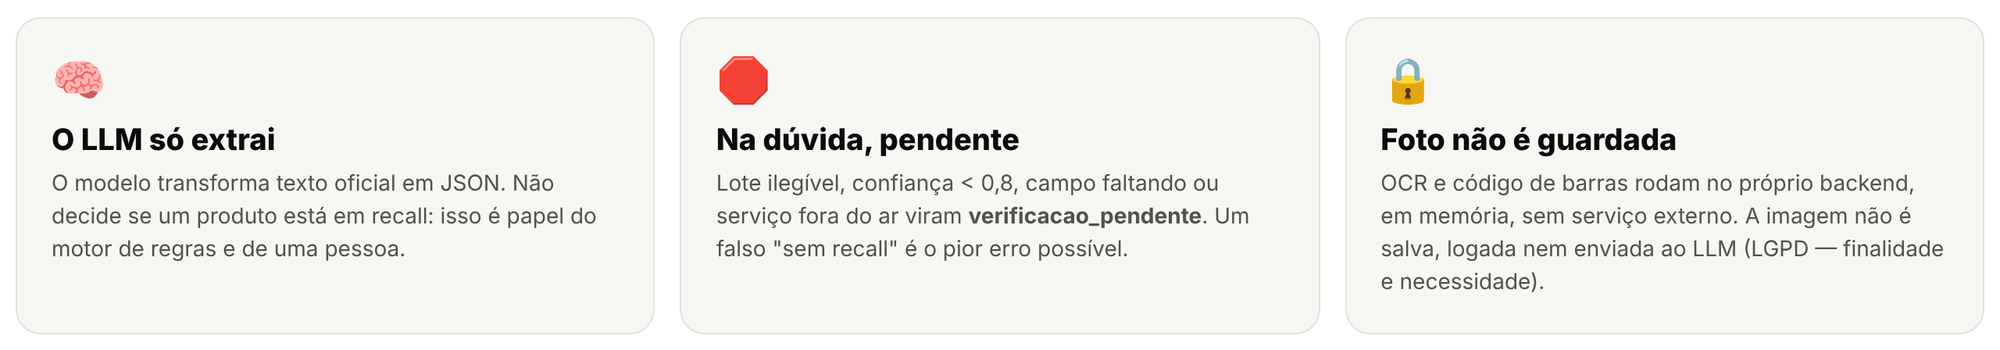 O LLM só extrai
O modelo transforma texto oficial em JSON. Não
decide se um produto está em recall: isso é papel do
motor de regras e de uma pessoa.
Na dúvida, pendente
Lote ilegível, confiança < 0,8, campo faltando ou
serviço fora do ar viram verificacao_pendente. Um
falso "sem recall" é o pior erro possível.
Foto não é guardada
OCR e código de barras rodam no próprio backend,
em memória, sem serviço externo. A imagem não é
salva, logada nem enviada ao LLM (LGPD — finalidade
e necessidade).